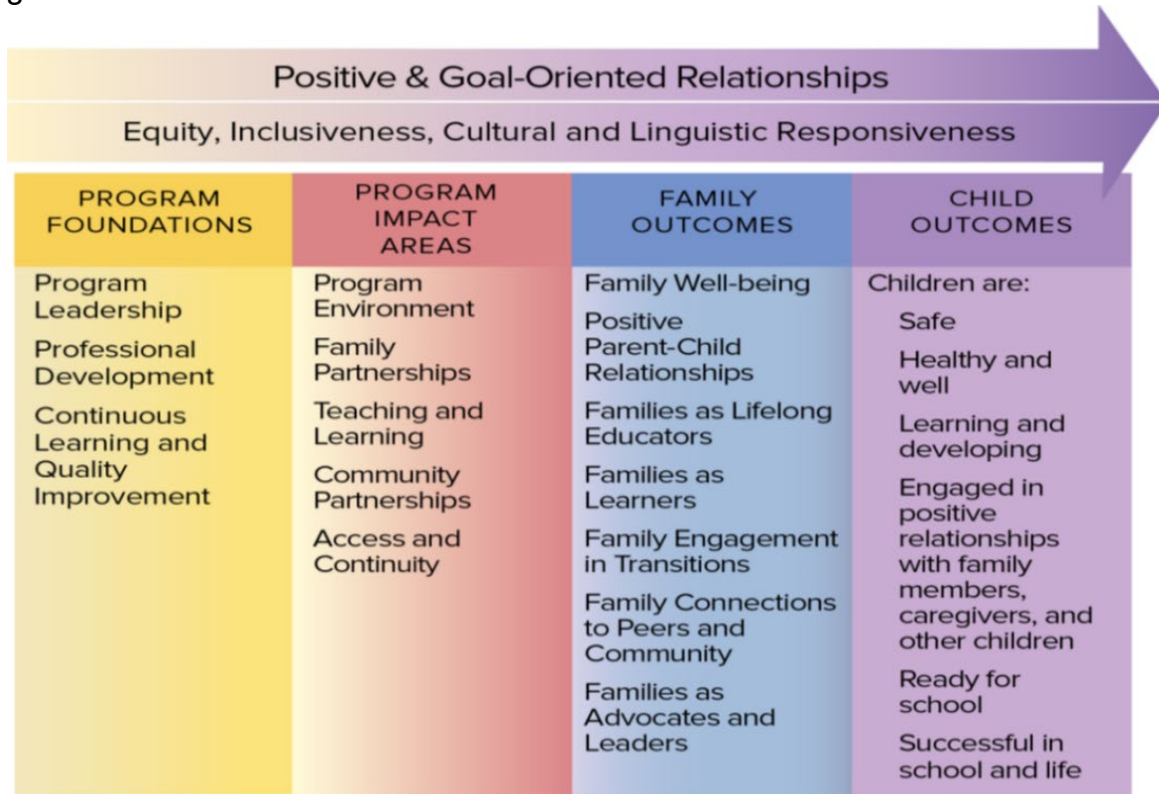 Positive & Goal-Oriented Relationships
Equity, Inclusiveness, Cultural and Linguistic Responsiveness
PROGRAM
FOUNDATIONS
Program
Leadership
Professional
Development
Continuous
Learning and
Quality
Improvement
PROGRAM
IMPACT
AREAS
Program
Environment
Family
Partnerships
Teaching and
Learning
Community
Partnerships
Access and
Continuity
FAMILY
OUTCOMES
Family Well-being
Positive
Parent-Child
Relationships
Families as Lifelong
Educators
Families as
Learners
Family Engagement
in Transitions
Family Connections
to Peers and
Community
Families as
Advocates and
Leaders
CHILD
OUTCOMES
Children are:
Safe
Healthy and
well
Learning and
developing
Engaged in
positive
relationships
with family
members,
caregivers, and
other children
Ready for
school
Successful in
school and life